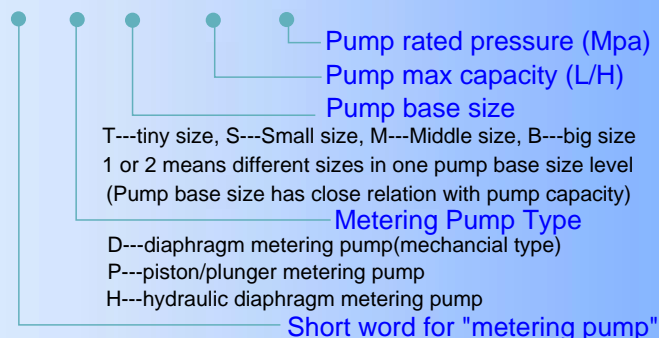 Pump rated pressure (Mpa)
Pump max capacity (L/H)
Pump base size
T---tiny size, S---Small size, M---Middle size, B---big size
1 or 2 means different sizes in one pump base size level
(Pump base size has close relation with pump capacity)
Metering Pump Type
D---diaphragm metering pump(mechancial type)
P---piston/plunger metering pump
H---hydraulic diaphragm metering pump
Short word for "metering pump"